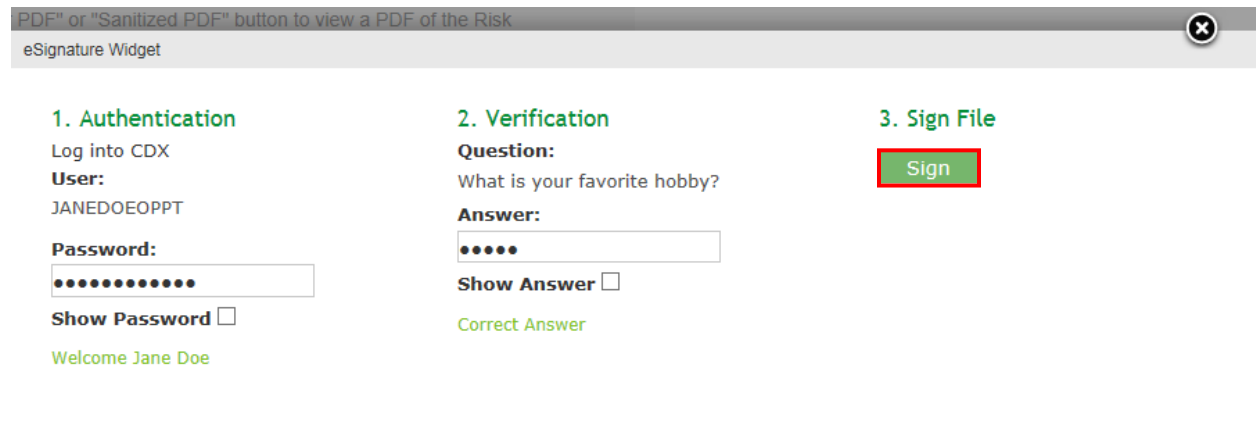 PDF" or "Sanitized PDF" button to view a PDF of the Risk
eSignature Widget
1. Authentication
Log into CDX
User:
JANEDOEOPPT
Password:
••••••••••••
Show Password
Welcome Jane Doe
2. Verification
Question:
What is your favorite hobby?
Answer:
•••••
Show Answer
Correct Answer
3. Sign File
Sign